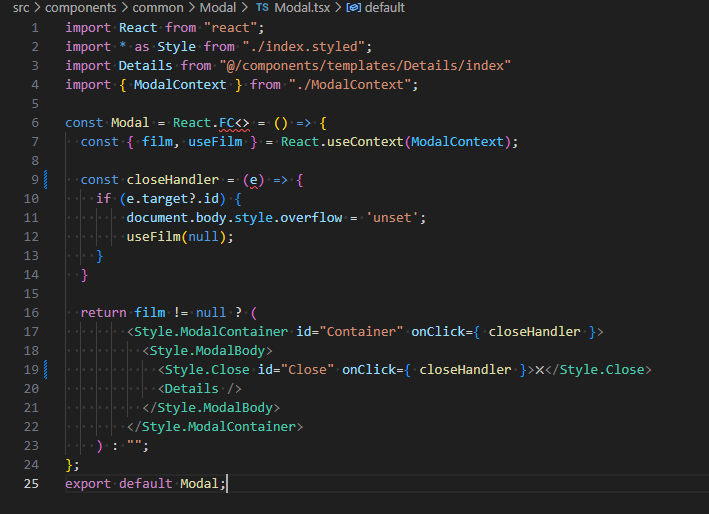 src > components > common > Modal > TS Modal.tsx > default
1 import React from "react";
2 import * as Style from "./index.styled";
3 import Details from "@/components/templates/Details/index"
4 import { ModalContext } from "./ModalContext";
5
6 const Modal = React.FC<> = () => {
7   const { film, useFilm } = React.useContext(ModalContext);
8
9   const closeHandler = (e) => {
10     if (e.target?.id) {
11         document.body.style.overflow = 'unset';
12         useFilm(null);
13     }
14   }
15
16   return film != null ? (
17         <Style.ModalContainer id="Container" onClick={ closeHandler }>
18           <Style.ModalBody>
19             <Style.Close id="Close" onClick={ closeHandler }>✕</Style.Close>
20             <Details />
21           </Style.ModalBody>
22         </Style.ModalContainer>
23     ) : "";
24 };
25 export default Modal;